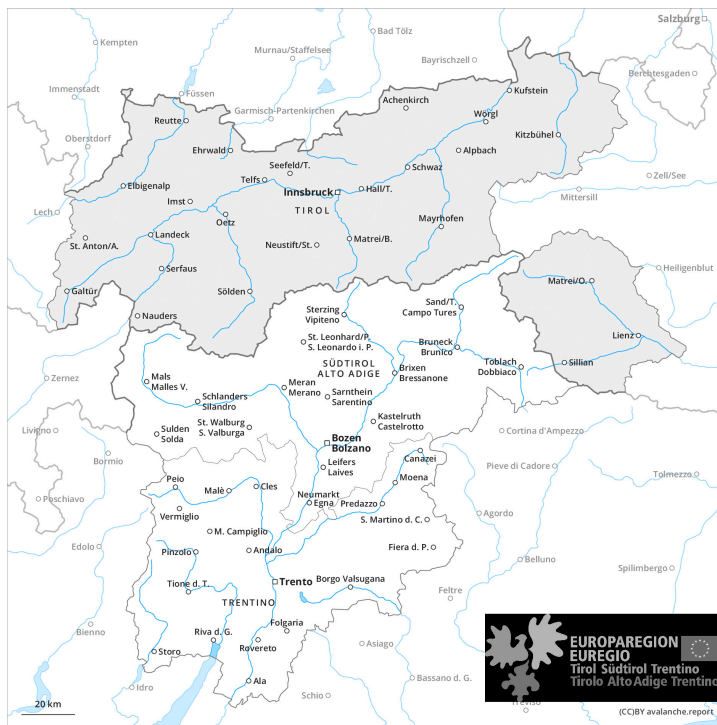 Salzburg
Kempten
Bad Tölz
Murnau/Staffelsee
Bayrischzell
Berchtesgaden
Immenstadt
Füssen
Garmisch-Partenkirchen
Achenkirch
Kufstein
Reutte
Wörgl
Oberstdorf
Ehrwald
Kitzbühel
Alpbach
Seefeld/T.
Schwaz
Telfs
Zell/See
Elbigenalp
Innsbruck
Hall/T.
Mittersill
Imst
TIROL
Lech
Oetz
Mayrhofen
Landeck
St. Anton/A.
Neustift/St.
Matrei/B.
Serfaus
Heiligenblut
Galtür
Sölden
Matrei/O.
Nauders
Sterzing
Vipiteno
Sand/T.
Campo Tures
St. Leonhard/P.
S. Leonardo i. P.
Lienz
Bruneck
Brunico
SÜDTIROL
ALTO ADIGE
Toblach
Dobbiaco
Sillian
Brixen
Bressanone
Zernez
Mals
Malles V.
Meran
Merano
Schlanders
Silandro
Sarnthein
Sarentino
St. Walburg
S. Valburga
Kastelruth
Castelrotto
Livigno
Sulden
Solda
Bozen
Bolzano
Cortina d'Ampezzo
Bormio
Canazei
Leifers
Laives
Pieve di Cadore
Tolmezzo
Peio
Malè
Cles
Moena
Poschiavo
Neumarkt
Egna
Predazzo
Vermiglio
Agordo
S. Martino d. C.
M. Campiglio
Edolo
Pinzolo
Andalo
Fiera d. P.
Belluno
Spilimbergo
Tione d. T.
Trento
Borgo Valsugana
Feltre
TRENTINO
Folgaria
Bienno
Riva d. G.
Rovereto
Asiago
Storo
Ala
Idro
Schio
Bassano d. G.
Treviso
EUROPAREGION
EUREGIO
Tirol Südtirol Trentino
Tirolo Alto Adige Trentino
20 km
(CC)BY avalanche.report